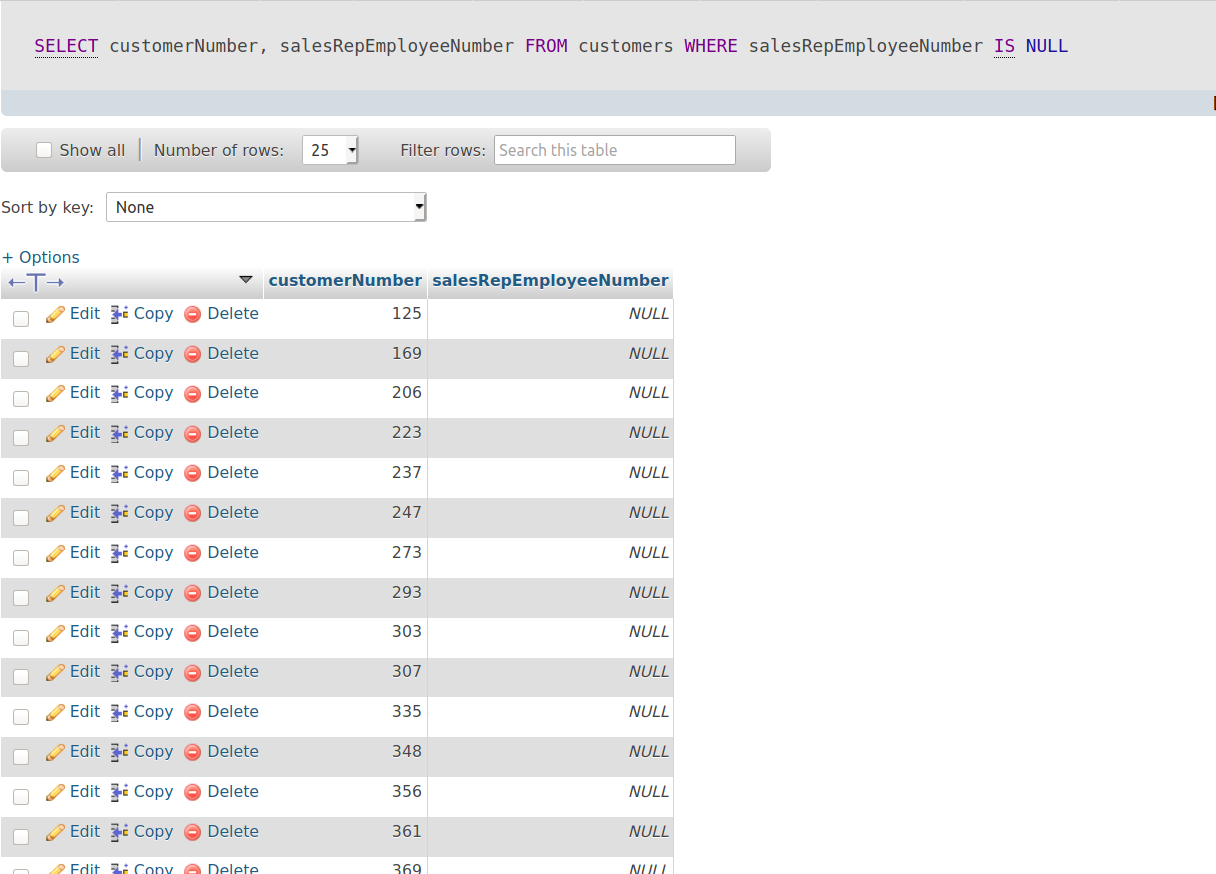 SELECT customerNumber, salesRepEmployeeNumber FROM customers WHERE salesRepEmployeeNumber IS NULL
Show all Number of rows: 25 Filter rows: Search this table
Sort by key: None
+ Options
←T→ customerNumber salesRepEmployeeNumber
Edit Copy Delete 125 NULL
Edit Copy Delete 169 NULL
Edit Copy Delete 206 NULL
Edit Copy Delete 223 NULL
Edit Copy Delete 237 NULL
Edit Copy Delete 247 NULL
Edit Copy Delete 273 NULL
Edit Copy Delete 293 NULL
Edit Copy Delete 303 NULL
Edit Copy Delete 307 NULL
Edit Copy Delete 335 NULL
Edit Copy Delete 348 NULL
Edit Copy Delete 356 NULL
Edit Copy Delete 361 NULL
Edit Copy Delete 369 NULL